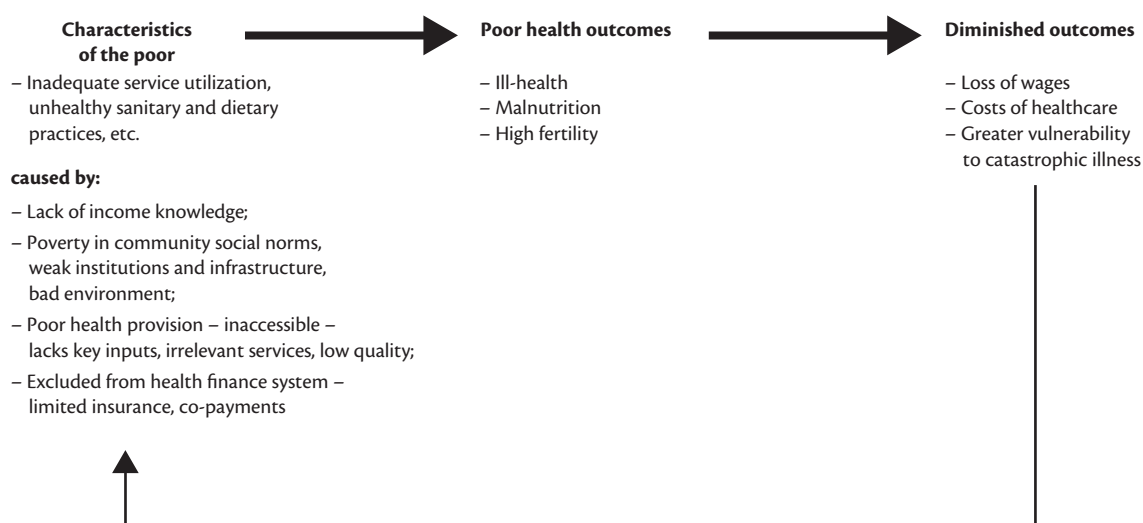 Characteristics
of the poor
– Inadequate service utilization,
unhealthy sanitary and dietary
practices, etc.
caused by:
– Lack of income knowledge;
– Poverty in community social norms,
weak institutions and infrastructure,
bad environment;
– Poor health provision – inaccessible –
lacks key inputs, irrelevant services, low quality;
– Excluded from health finance system –
limited insurance, co-payments
Poor health outcomes
– Ill-health
– Malnutrition
– High fertility
Diminished outcomes
– Loss of wages
– Costs of healthcare
– Greater vulnerability
to catastrophic illness